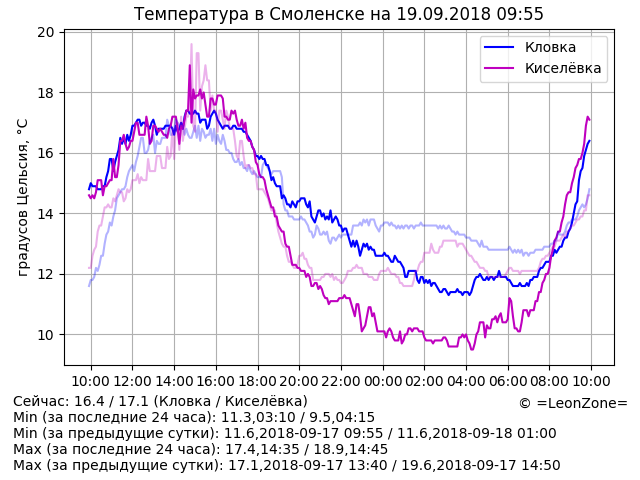 Температура в Смоленске на 19.09.2018 09:55
градусов Цельсия, °C
20
18
16
14
12
10
Кловка
Киселёвка
10:00 12:00 14:00 16:00 18:00 20:00 22:00 00:00 02:00 04:00 06:00 08:00 10:00
Сейчас: 16.4 / 17.1 (Кловка / Киселёвка)
© =LeonZone=
Min (за последние 24 часа): 11.3,03:10 / 9.5,04:15
Min (за предыдущие сутки): 11.6,2018-09-17 09:55 / 11.6,2018-09-18 01:00
Max (за последние 24 часа): 17.4,14:35 / 18.9,14:45
Max (за предыдущие сутки): 17.1,2018-09-17 13:40 / 19.6,2018-09-17 14:50